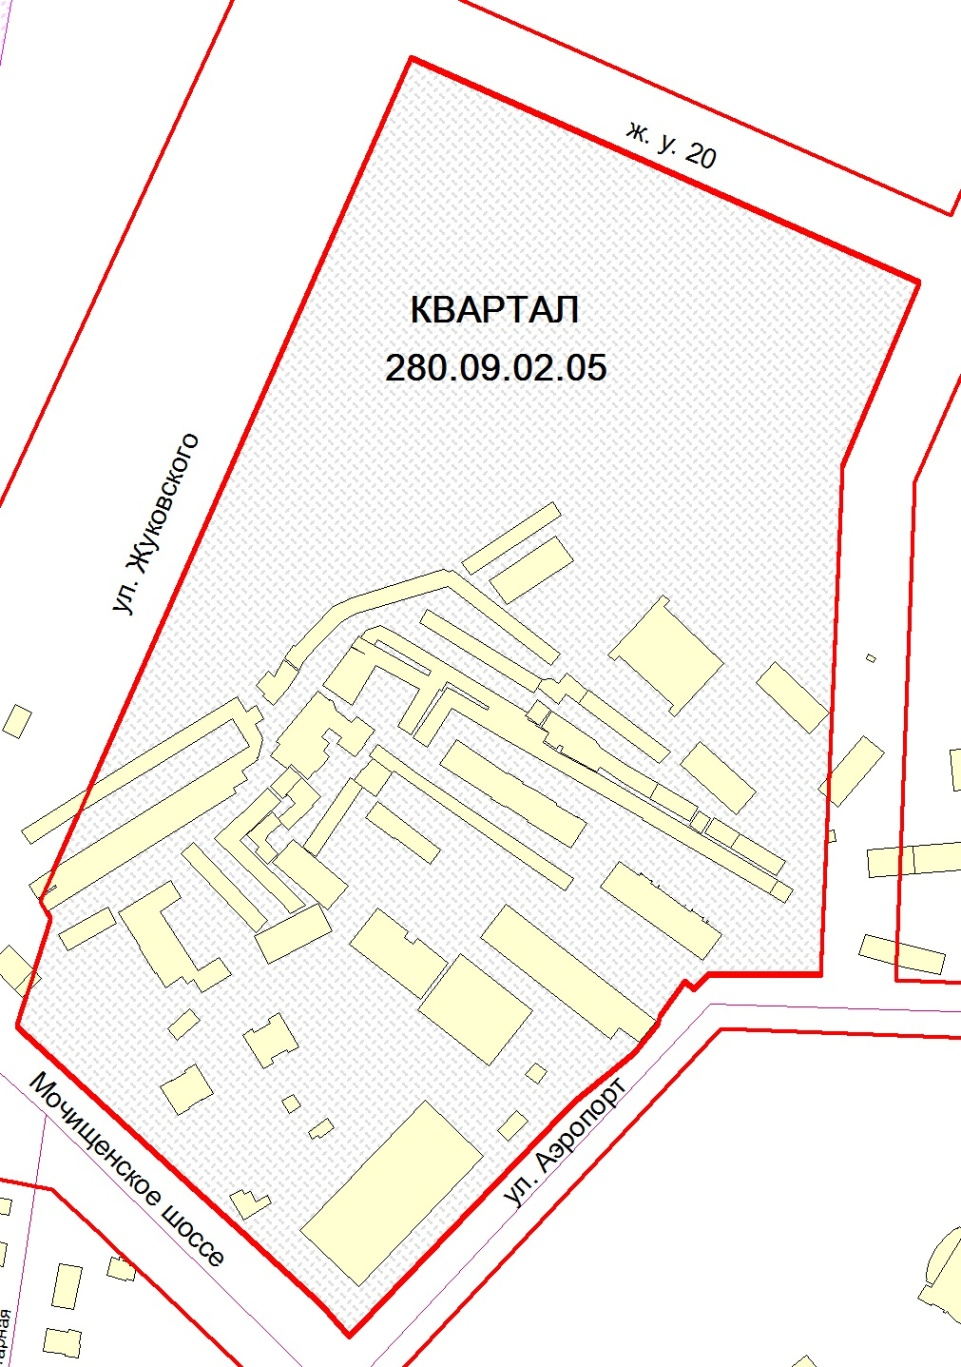 ж. у. 20
КВАРТАЛ
280.09.02.05
ул. Жуковского
Мочищенское шоссе
ул. Аэропорт